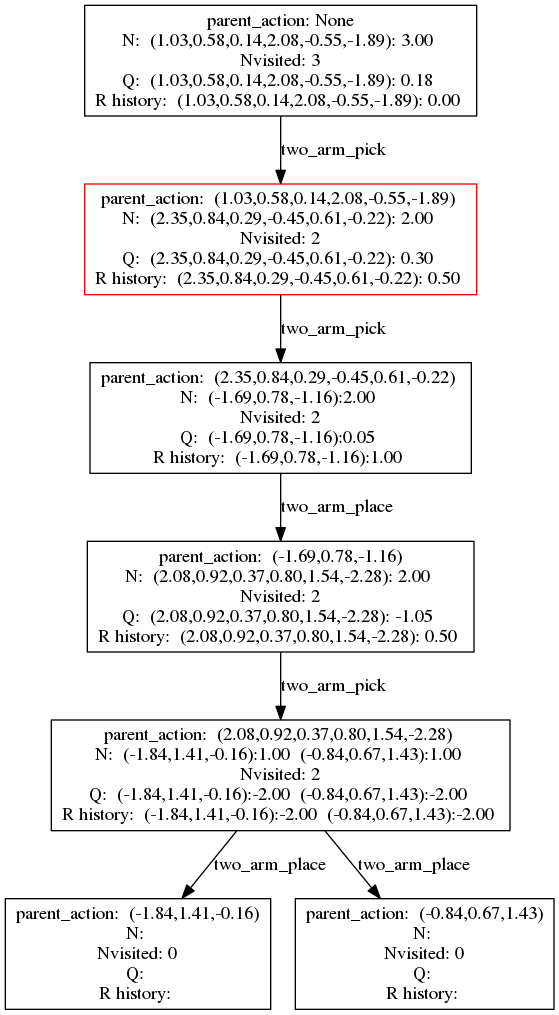 parent_action: None
N:  (1.03,0.58,0.14,2.08,-0.55,-1.89): 3.00
Nvisited: 3
Q:  (1.03,0.58,0.14,2.08,-0.55,-1.89): 0.18
R history:  (1.03,0.58,0.14,2.08,-0.55,-1.89): 0.00
two_arm_pick
parent_action:  (1.03,0.58,0.14,2.08,-0.55,-1.89)
N:  (2.35,0.84,0.29,-0.45,0.61,-0.22): 2.00
Nvisited: 2
Q:  (2.35,0.84,0.29,-0.45,0.61,-0.22): 0.30
R history:  (2.35,0.84,0.29,-0.45,0.61,-0.22): 0.50
two_arm_pick
parent_action:  (2.35,0.84,0.29,-0.45,0.61,-0.22)
N:  (-1.69,0.78,-1.16):2.00
Nvisited: 2
Q:  (-1.69,0.78,-1.16):0.05
R history:  (-1.69,0.78,-1.16):1.00
two_arm_place
parent_action:  (-1.69,0.78,-1.16)
N:  (2.08,0.92,0.37,0.80,1.54,-2.28): 2.00
Nvisited: 2
Q:  (2.08,0.92,0.37,0.80,1.54,-2.28): -1.05
R history:  (2.08,0.92,0.37,0.80,1.54,-2.28): 0.50
two_arm_pick
parent_action:  (2.08,0.92,0.37,0.80,1.54,-2.28)
N:  (-1.84,1.41,-0.16):1.00  (-0.84,0.67,1.43):1.00
Nvisited: 2
Q:  (-1.84,1.41,-0.16):-2.00  (-0.84,0.67,1.43):-2.00
R history:  (-1.84,1.41,-0.16):-2.00  (-0.84,0.67,1.43):-2.00
two_arm_place
two_arm_place
parent_action:  (-1.84,1.41,-0.16)
N:
Nvisited: 0
Q:
R history:
parent_action:  (-0.84,0.67,1.43)
N:
Nvisited: 0
Q:
R history: